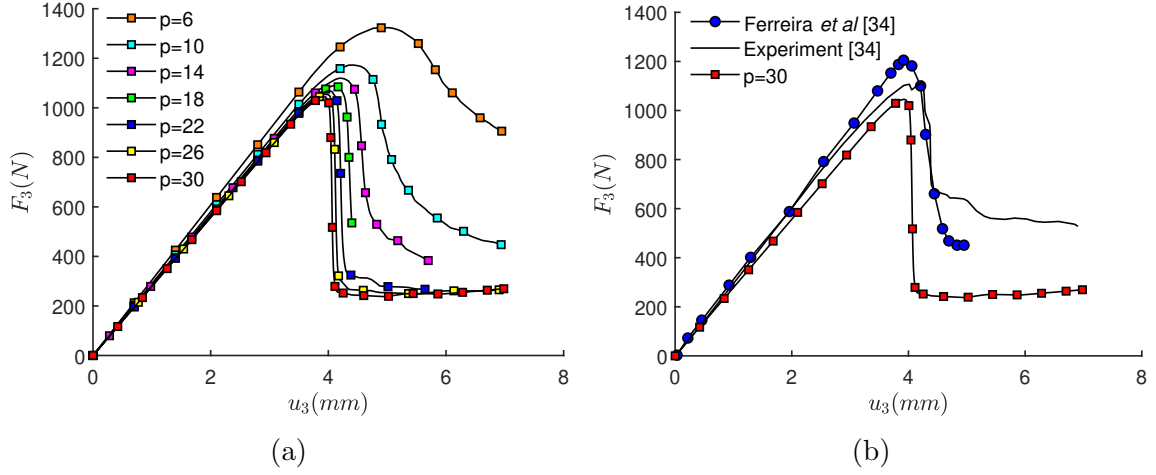 1400
1200
1000
800
600
400
200
0
F₃(N)
p=6
p=10
p=14
p=18
p=22
p=26
p=30
0 2 4 6 8
u₃(mm)
(a)
1400
1200
1000
800
600
400
200
0
F₃(N)
Ferreira et al [34]
Experiment [34]
p=30
0 2 4 6 8
u₃(mm)
(b)